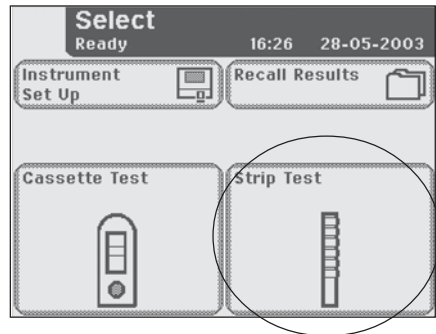 Select
Ready 16:26 28-05-2003
Instrument
Set Up
Recall Results
Cassette Test
Strip Test